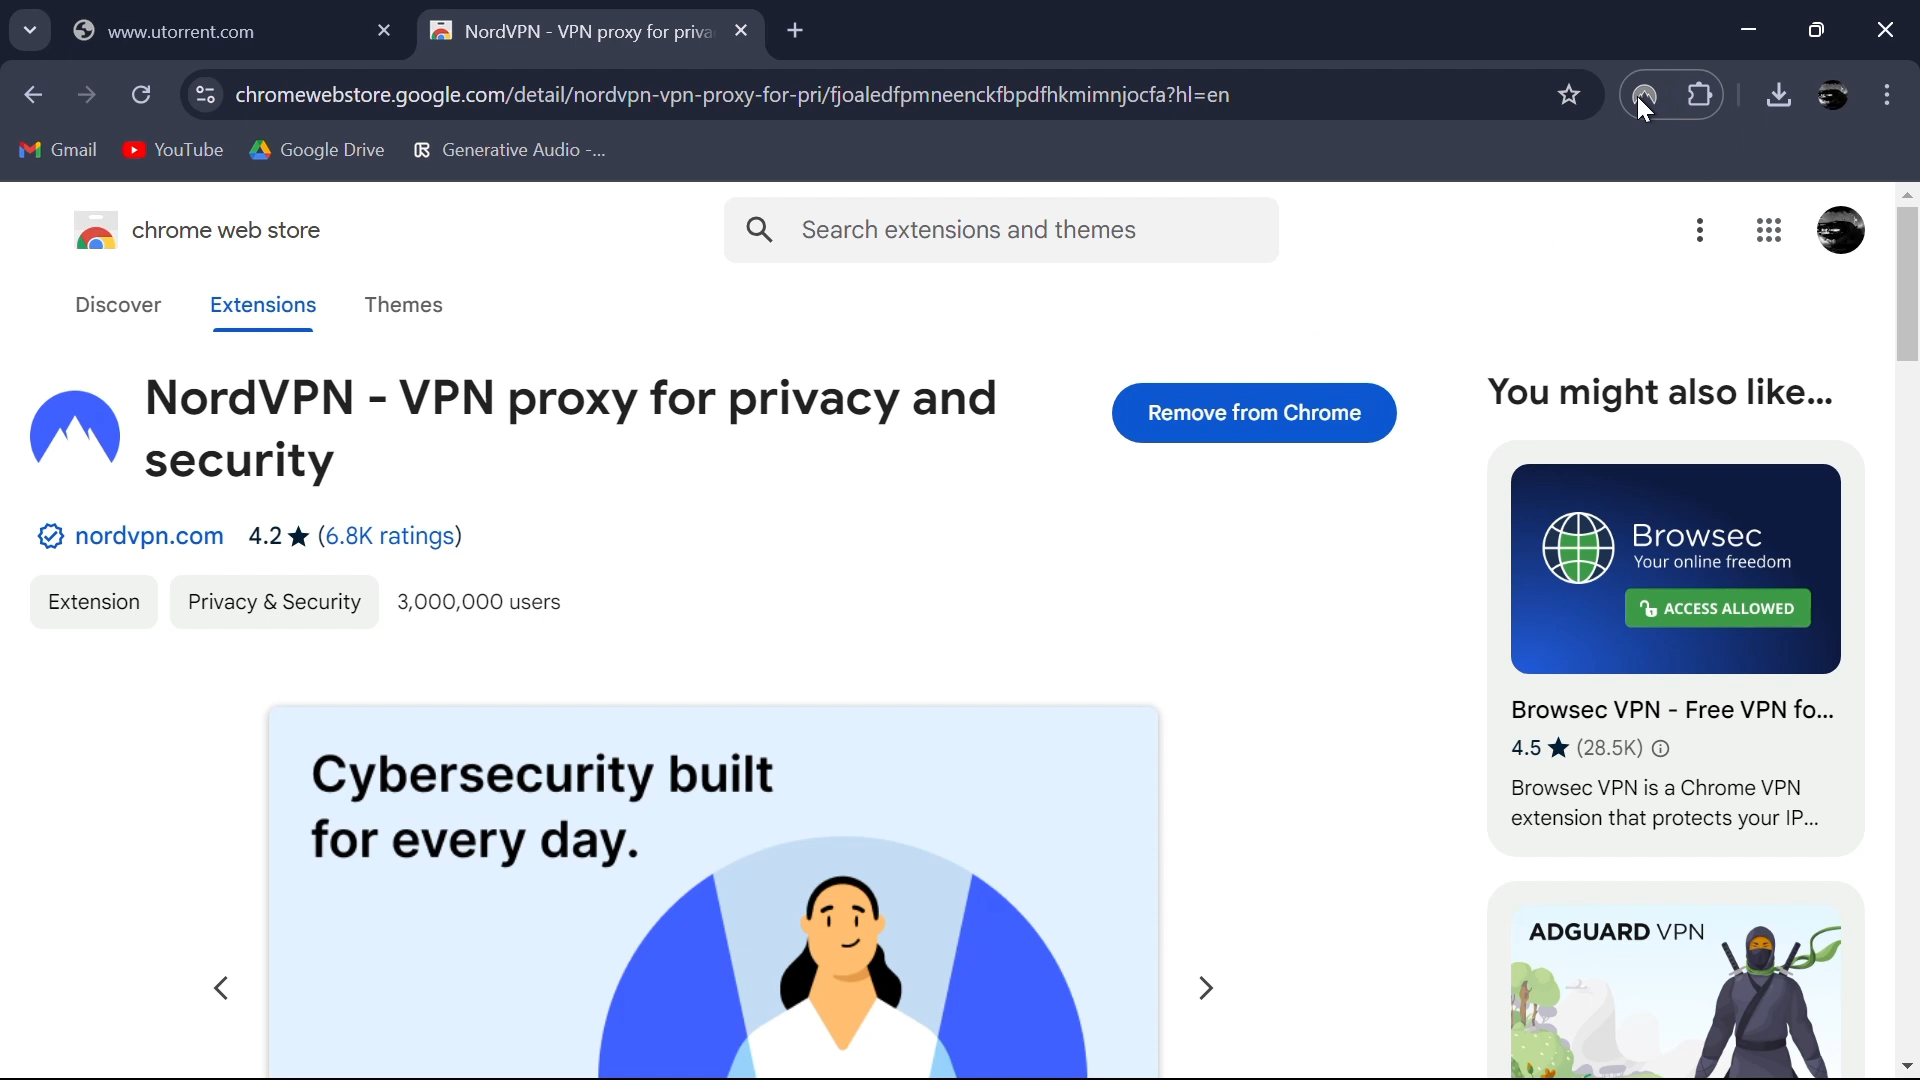 www.utorrent.com
NordVPN - VPN proxy for priva
chromewebstore.google.com/detail/nordvpn-vpn-proxy-for-pri/fjoaledfpmneenckfbpdfhkmimnjocfa?hl=en
Gmail
YouTube
Google Drive
Generative Audio -...
chrome web store
Search extensions and themes
Discover
Extensions
Themes
NordVPN - VPN proxy for privacy and
security
Remove from Chrome
nordvpn.com 4.2 ★ (6.8K ratings)
Extension
Privacy & Security
3,000,000 users
Cybersecurity built
for every day.
You might also like...
Browsec
Your online freedom
ACCESS ALLOWED
Browsec VPN - Free VPN fo...
4.5 ★ (28.5K)
Browsec VPN is a Chrome VPN
extension that protects your IP...
ADGUARD VPN